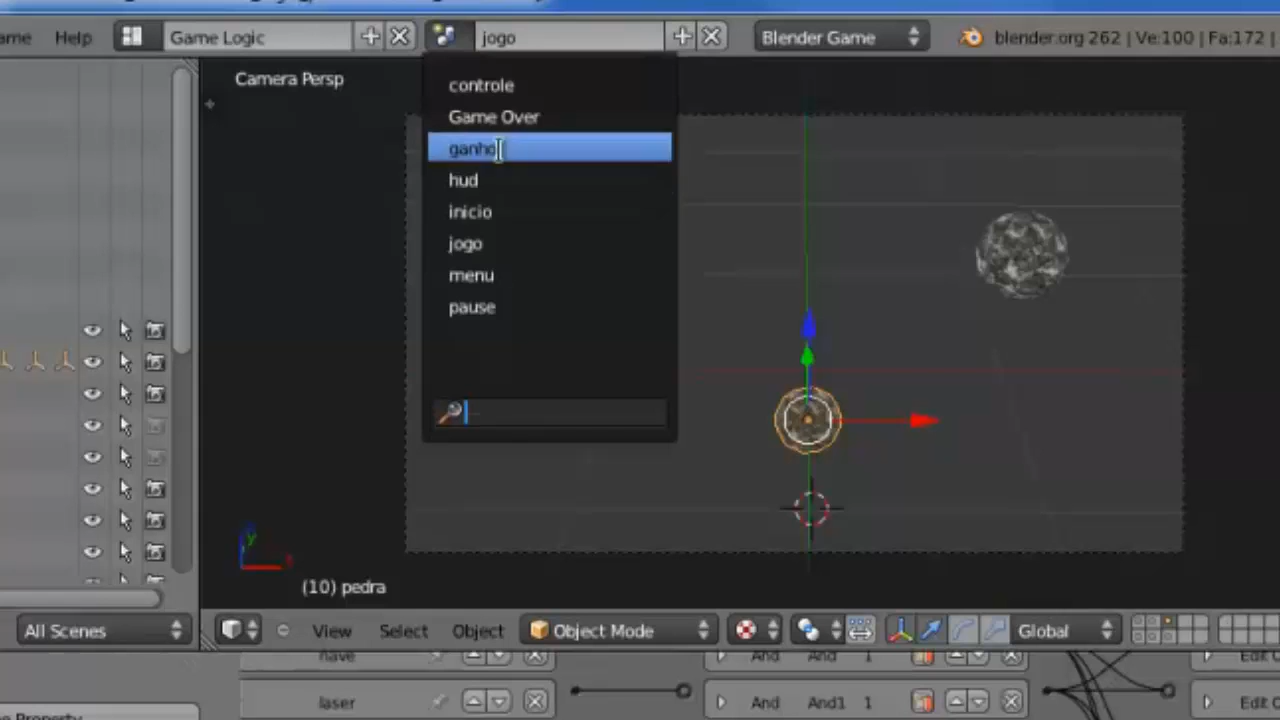 ame Help Game Logic jogo Blender Game blender.org 262 | Ve:100 | Fa:172 |
Camera Persp
controle
Game Over
ganho
hud
inicio
jogo
menu
pause
y
x
(10) pedra
All Scenes View Select Object Object Mode Global
have And And 1 Edit O
laser And And1 1 Edit O
e Property